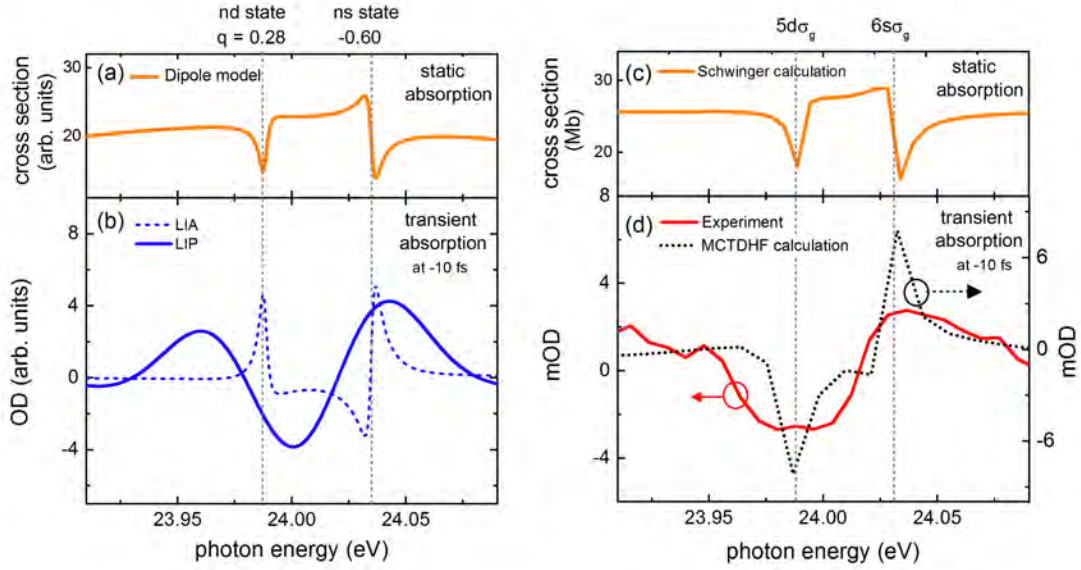 nd state
q = 0.28
ns state
-0.60
5dσg
6sσg
(a)
Dipole model
static
absorption
30
20
cross section
(arb. units)
(c)
Schwinger calculation
static
absorption
30
20
8
cross section
(Mb)
(b)
LIA
LIP
transient
absorption
at -10 fs
8
4
0
-4
OD (arb. units)
23.95
24.00
24.05
photon energy (eV)
(d)
Experiment
MCTDHF calculation
transient
absorption
at -10 fs
4
0
-4
mOD
6
0
-6
mOD
23.95
24.00
24.05
photon energy (eV)